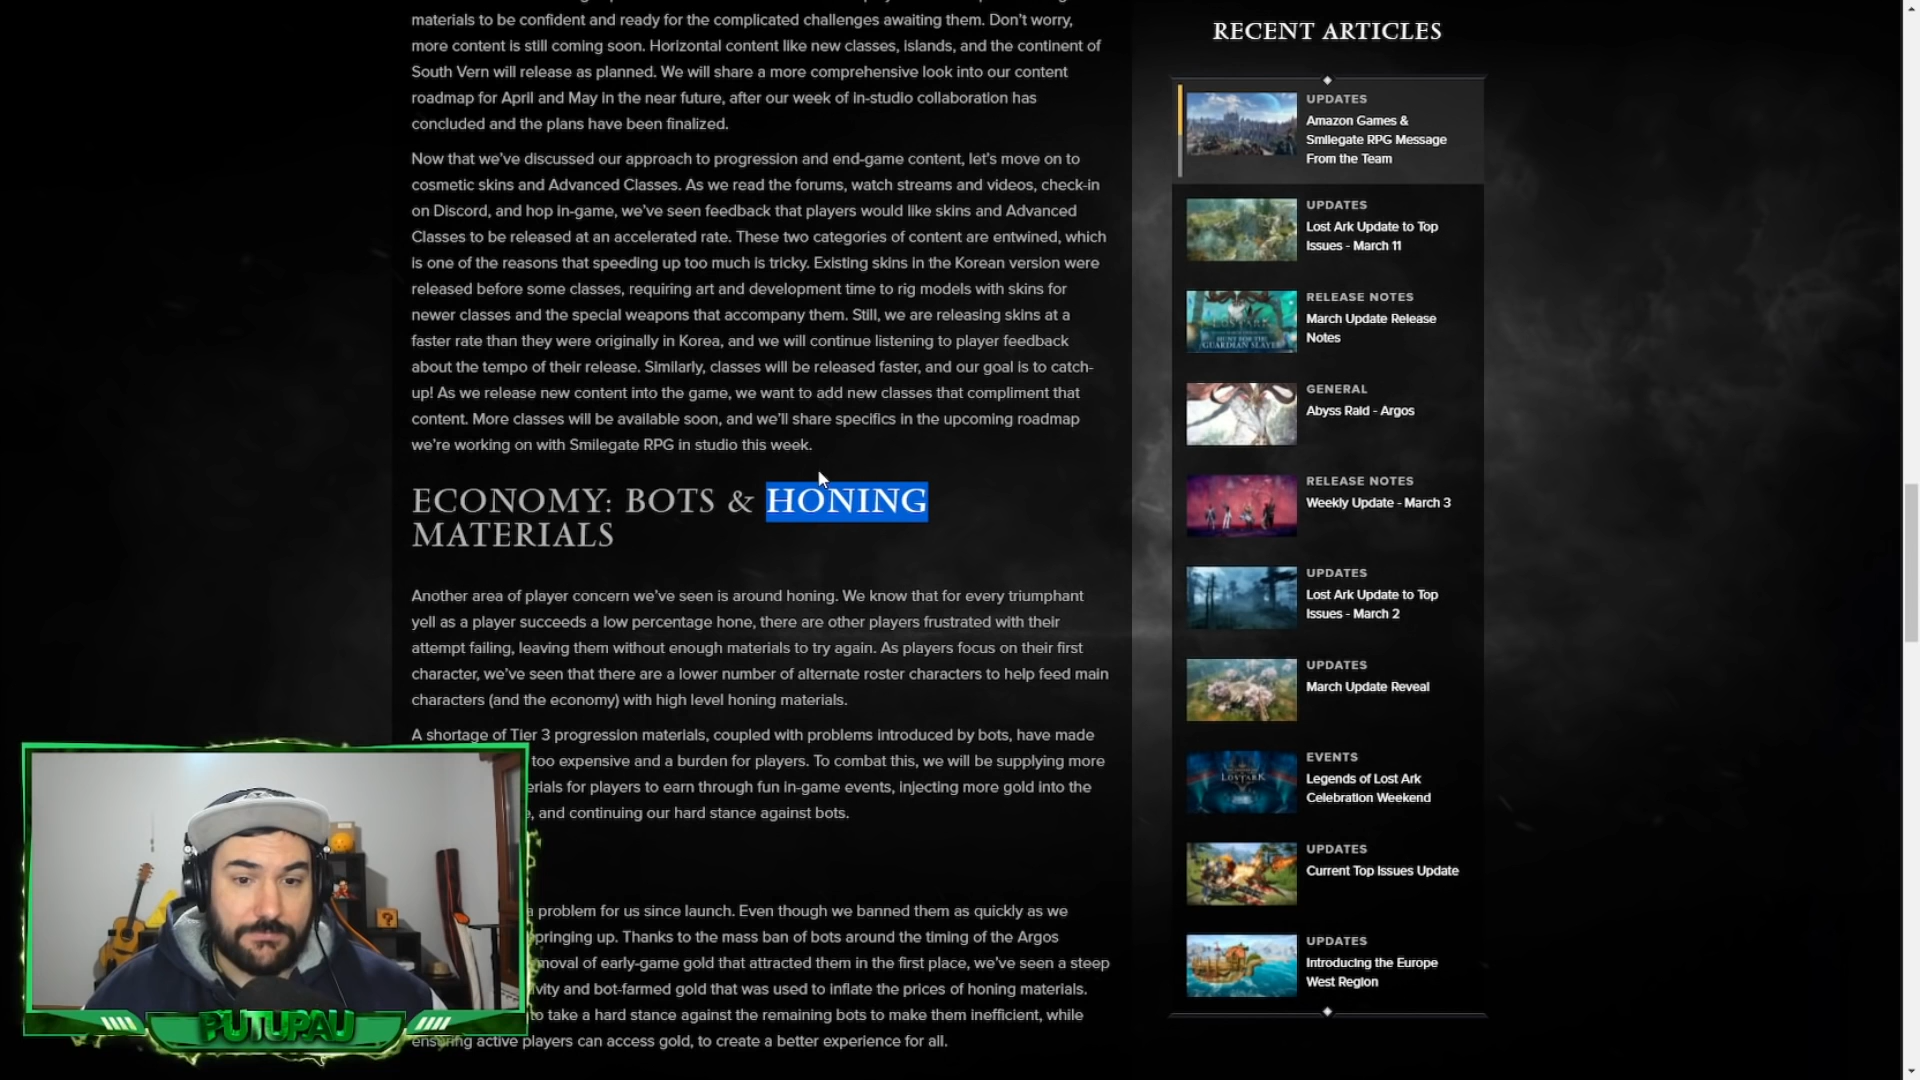 materials to be confident and ready for the complicated challenges awaiting them. Don't worry,
more content is still coming soon. Horizontal content like new classes, islands, and the continent of
South Vern will release as planned. We will share a more comprehensive look into our content
roadmap for April and May in the near future, after our week of in-studio collaboration has
concluded and the plans have been finalized.
Now that we've discussed our approach to progression and end-game content, let's move on to
cosmetic skins and Advanced Classes. As we read the forums, watch streams and videos, check-in
on Discord, and hop in-game, we've seen feedback that players would like skins and Advanced
Classes to be released at an accelerated rate. These two categories of content are entwined, which
is one of the reasons that speeding up too much is tricky. Existing skins in the Korean version were
released before some classes, requiring art and development time to rig models with skins for
newer classes and the special weapons that accompany them. Still, we are releasing skins at a
faster rate than they were originally in Korea, and we will continue listening to player feedback
about the tempo of their release. Similarly, classes will be released faster, and our goal is to catch-
up! As we release new content into the game, we want to add new classes that compliment that
content. More classes will be available soon, and we'll share specifics in the upcoming roadmap
we're working on with Smilegate RPG in studio this week.
ECONOMY: BOTS & HONING
MATERIALS
Another area of player concern we've seen is around honing. We know that for every triumphant
yell as a player succeeds a low percentage hone, there are other players frustrated with their
attempt failing, leaving them without enough materials to try again. As players focus on their first
character, we've seen that there are a lower number of alternate roster characters to help feed main
characters (and the economy) with high level honing materials.
A shortage of Tier 3 progression materials, coupled with problems introduced by bots, have made
too expensive and a burden for players. To combat this, we will be supplying more
erials for players to earn through fun in-game events, injecting more gold into the
, and continuing our hard stance against bots.
a problem for us since launch. Even though we banned them as quickly as we
pringing up. Thanks to the mass ban of bots around the timing of the Argos
moval of early-game gold that attracted them in the first place, we've seen a steep
vity and bot-farmed gold that was used to inflate the prices of honing materials.
to take a hard stance against the remaining bots to make them inefficient, while
ensuring active players can access gold, to create a better experience for all.
PUTUPAU
RECENT ARTICLES
UPDATES
Amazon Games &
Smilegate RPG Message
From the Team
UPDATES
Lost Ark Update to Top
Issues - March 11
RELEASE NOTES
March Update Release
Notes
LOST ARK
HUNT FOR THE
GUARDIAN SLAYER
GENERAL
Abyss Raid - Argos
RELEASE NOTES
Weekly Update - March 3
UPDATES
Lost Ark Update to Top
Issues - March 2
UPDATES
March Update Reveal
EVENTS
Legends of Lost Ark
Celebration Weekend
LOST ARK
UPDATES
Current Top Issues Update
UPDATES
Introducing the Europe
West Region